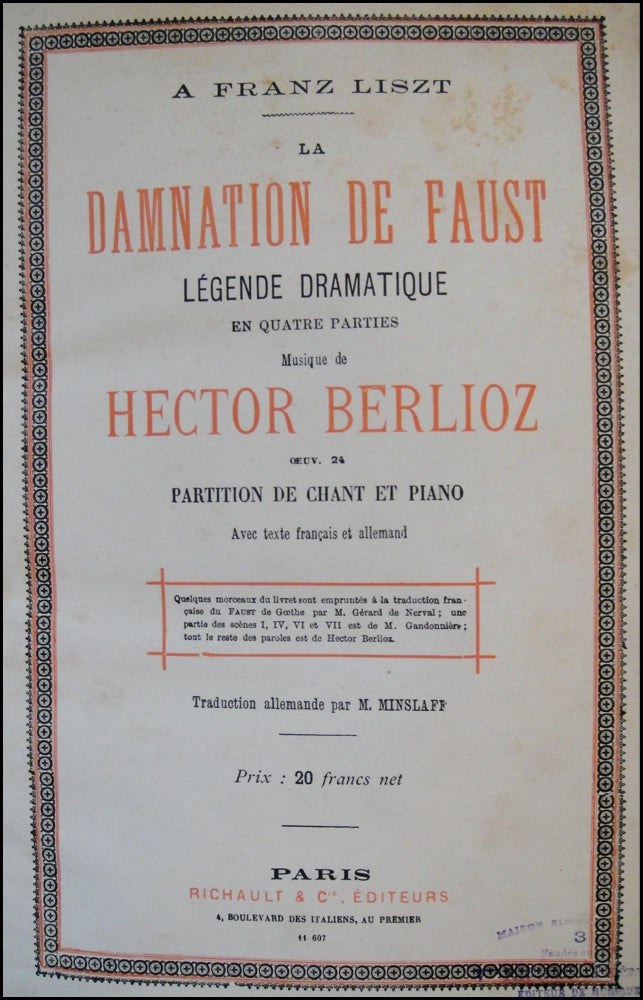 A FRANZ LISZT
LA
DAMNATION DE FAUST
LÉGENDE DRAMATIQUE
EN QUATRE PARTIES
Musique de
HECTOR BERLIOZ
ŒUV. 24
PARTITION DE CHANT ET PIANO
Avec texte français et allemand
Quelques morceaux du livret sont empruntés à la traduction fran-
çaise du FAUST de Gœthe par M. Gérard de Nerval ; une
partie des scènes I, IV, VI et VII est de M. Gandonnière ;
tout le reste des paroles est de Hector Berlioz.
Traduction allemande par M. MINSLAFF
Prix : 20 francs net
PARIS
RICHAULT & Cie, ÉDITEURS
4, BOULEVARD DES ITALIENS, AU PREMIER
11 607
MAISON
3